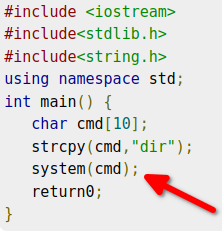 #include <iostream>
#include<stdlib.h>
#include<string.h>
using namespace std;
int main() {
   char cmd[10];
   strcpy(cmd,"dir");
   system(cmd);
   return0;
}